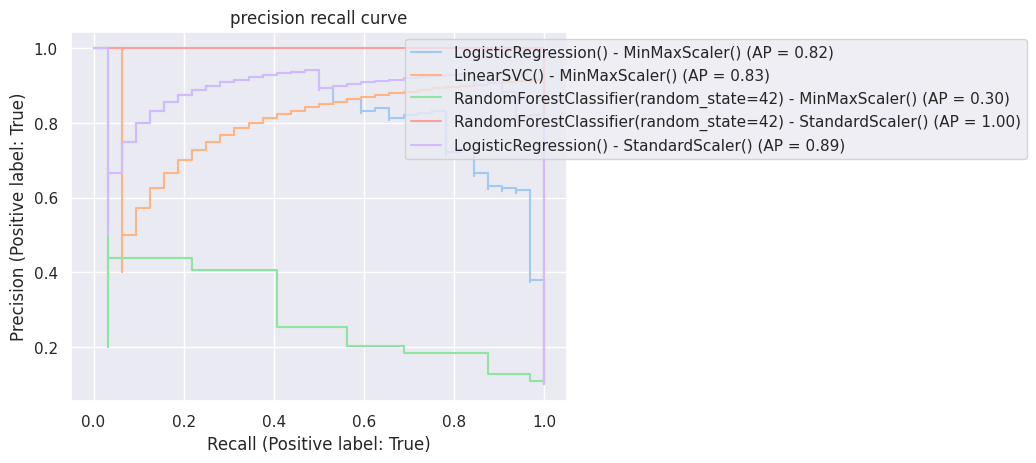 precision recall curve
LogisticRegression() - MinMaxScaler() (AP = 0.82)
LinearSVC() - MinMaxScaler() (AP = 0.83)
RandomForestClassifier(random_state=42) - MinMaxScaler() (AP = 0.30)
RandomForestClassifier(random_state=42) - StandardScaler() (AP = 1.00)
LogisticRegression() - StandardScaler() (AP = 0.89)
Precision (Positive label: True)
1.0
0.8
0.6
0.4
0.2
0.0 0.2 0.4 0.6 0.8 1.0
Recall (Positive label: True)